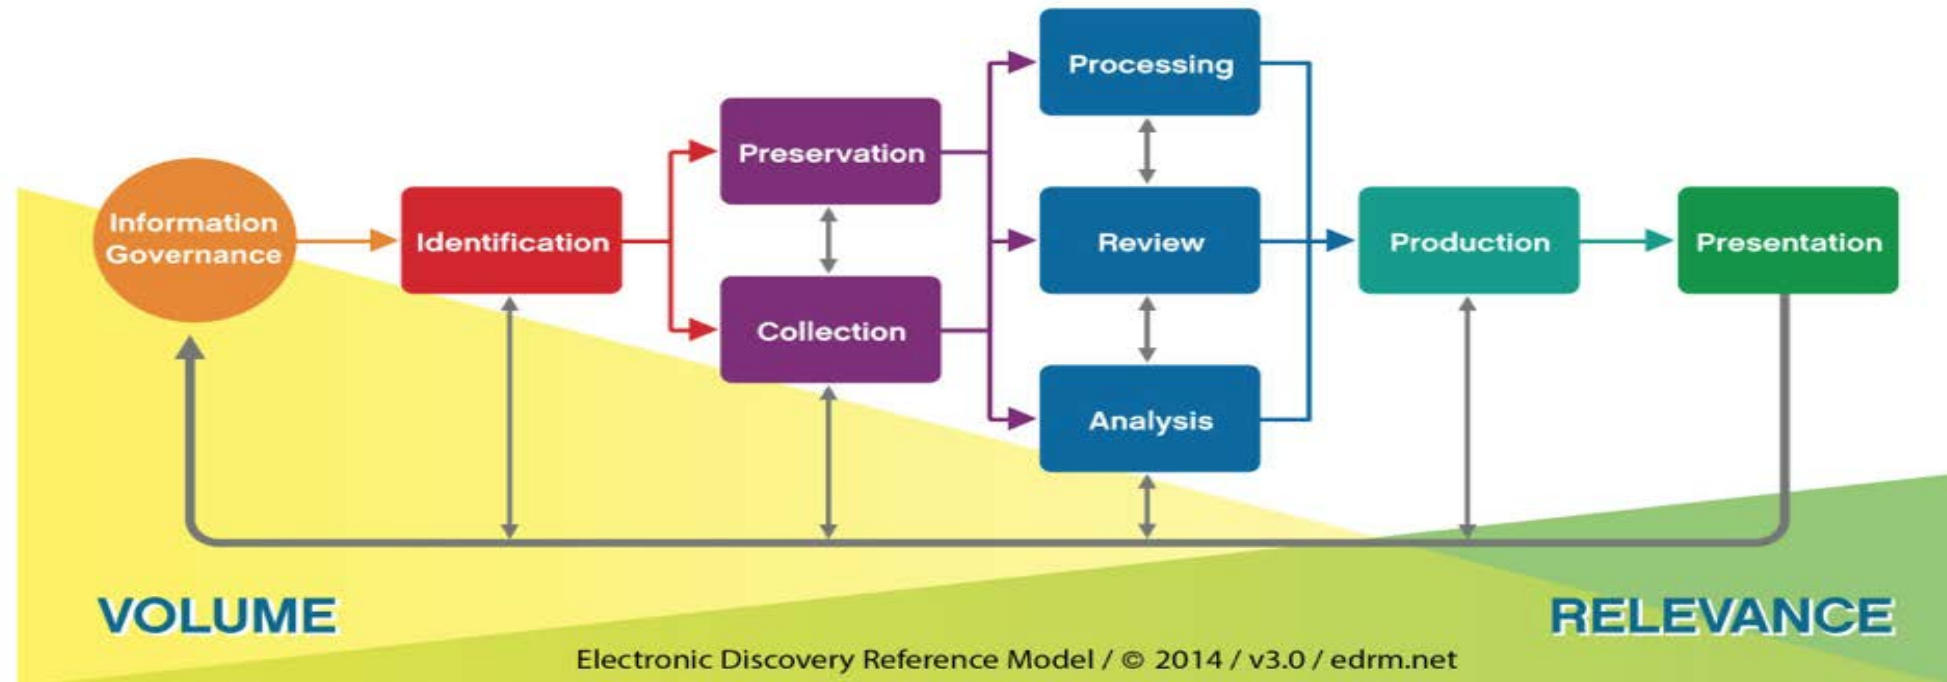 Information
Governance
Identification
Preservation
Collection
Processing
Review
Analysis
Production
Presentation
VOLUME
RELEVANCE
Electronic Discovery Reference Model / © 2014 / v3.0 / edrm.net